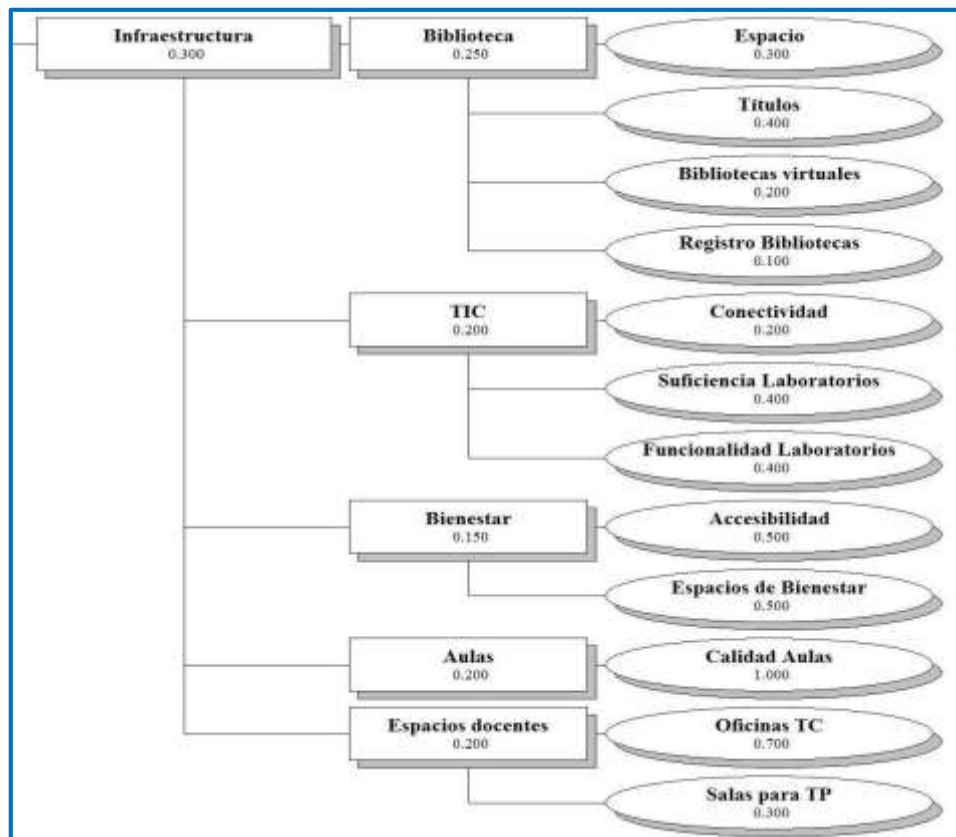 Infraestructura
0.300
Biblioteca
0.250
Espacio
0.300
Títulos
0.400
Bibliotecas virtuales
0.200
Registro Bibliotecas
0.100
TIC
0.200
Conectividad
0.200
Suficiencia Laboratorios
0.400
Funcionalidad Laboratorios
0.400
Bienestar
0.150
Accesibilidad
0.500
Espacios de Bienestar
0.500
Aulas
0.200
Calidad Aulas
1.000
Espacios docentes
0.200
Oficinas TC
0.700
Salas para TP
0.300